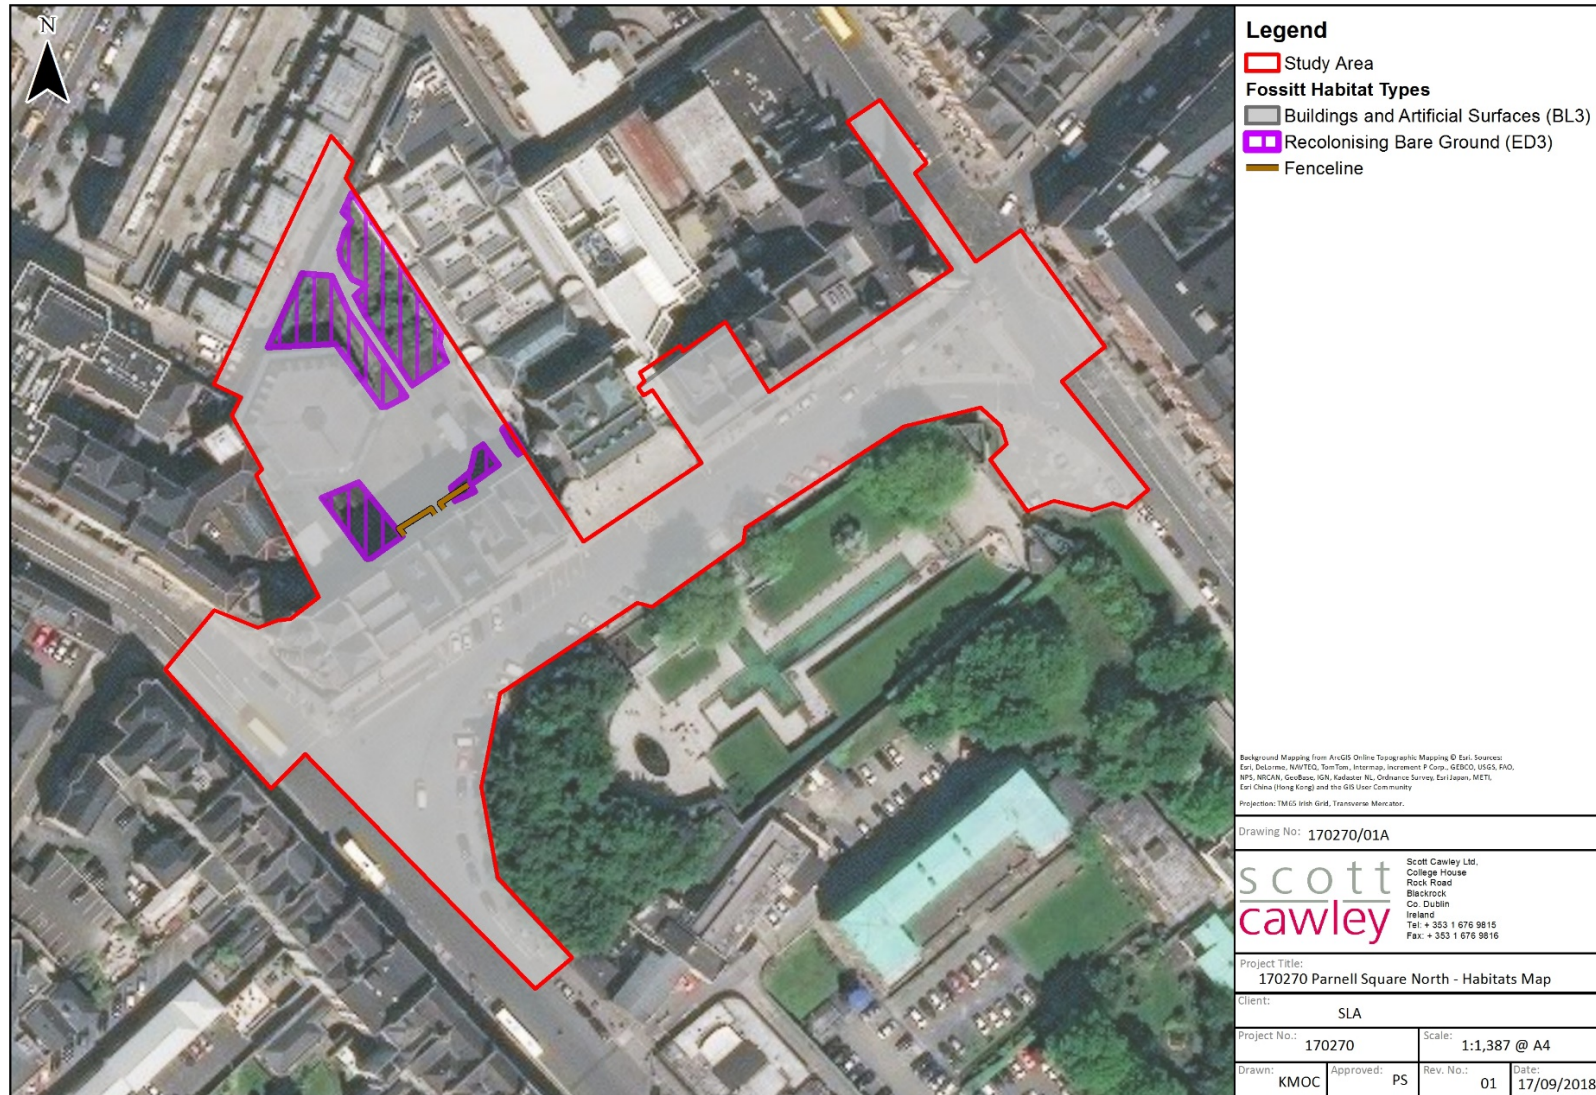 N
Legend
Study Area
Fossitt Habitat Types
Buildings and Artificial Surfaces (BL3)
Recolonising Bare Ground (ED3)
Fenceline
Background Mapping from ArcGIS Online Topographic Mapping © Esri. Sources:
Esri, DeLorme, NAVTEQ, TomTom, Intermap, increment P Corp., GEBCO, USGS, FAO,
NPS, NRCAN, GeoBase, IGN, Kadaster NL, Ordnance Survey, Esri Japan, METI,
Esri China (Hong Kong) and the GIS User Community
Projection: TM65 Irish Grid, Transverse Mercator.
Drawing No: 170270/01A
scott
cawley
Scott Cawley Ltd,
College House
Rock Road
Blackrock
Co. Dublin
Ireland
Tel: + 353 1 676 9815
Fax: + 353 1 676 9816
Project Title:
170270 Parnell Square North - Habitats Map
Client:
SLA
Project No.: 170270
Scale: 1:1,387 @ A4
Drawn: KMOC
Approved: PS
Rev. No.: 01
Date: 17/09/2018